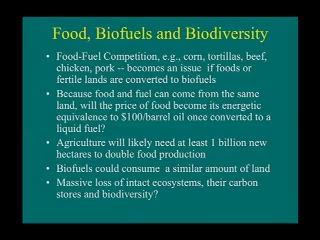 Food, Biofuels and Biodiversity
• Food-Fuel Competition, e.g., corn, tortillas, beef,
chicken, pork -- becomes an issue  if foods or
fertile lands are converted to biofuels
• Because food and fuel can come from the same
land, will the price of food become its energetic
equivalence to $100/barrel oil once converted to a
liquid fuel?
• Agriculture will likely need at least 1 billion new
hectares to double food production
• Biofuels could consume  a similar amount of land
• Massive loss of intact ecosystems, their carbon
stores and biodiversity?